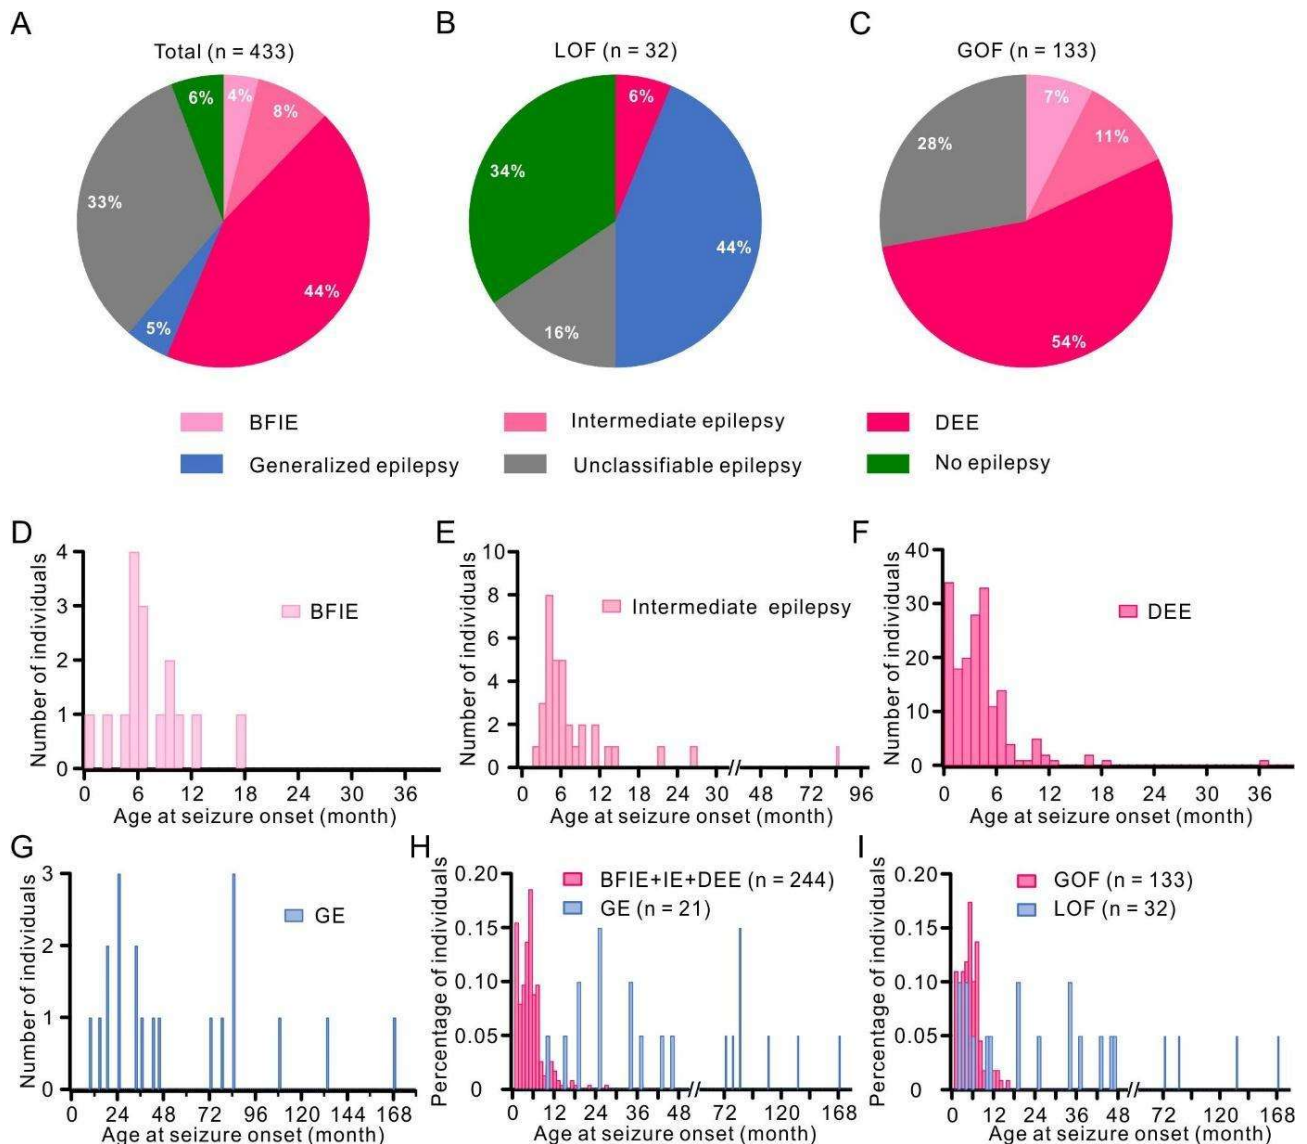 A
B
C
Total (n = 433)
LOF (n = 32)
GOF (n = 133)
6%
4%
8%
33%
44%
5%
6%
34%
44%
16%
7%
11%
28%
54%
BFIE
Intermediate epilepsy
DEE
Generalized epilepsy
Unclassifiable epilepsy
No epilepsy
D
Number of individuals
4
3
2
1
0
BFIE
0 6 12 18 24 30 36
Age at seizure onset (month)
E
Number of individuals
10
8
6
4
2
0
Intermediate epilepsy
0 6 12 18 24 30 48 72 96
Age at seizure onset (month)
F
Number of individuals
40
30
20
10
0
DEE
0 6 12 18 24 30 36
Age at seizure onset (month)
G
Number of individuals
3
2
1
0
GE
0 24 48 72 96 120 144 168
Age at seizure onset (month)
H
Percentage of individuals
0.20
0.15
0.10
0.05
0
BFIE+IE+DEE (n = 244)
GE (n = 21)
0 12 24 36 48 72 120 168
Age at seizure onset (month)
I
Percentage of individuals
0.20
0.15
0.10
0.05
0
GOF (n = 133)
LOF (n = 32)
0 12 24 36 48 72 120 168
Age at seizure onset (month)